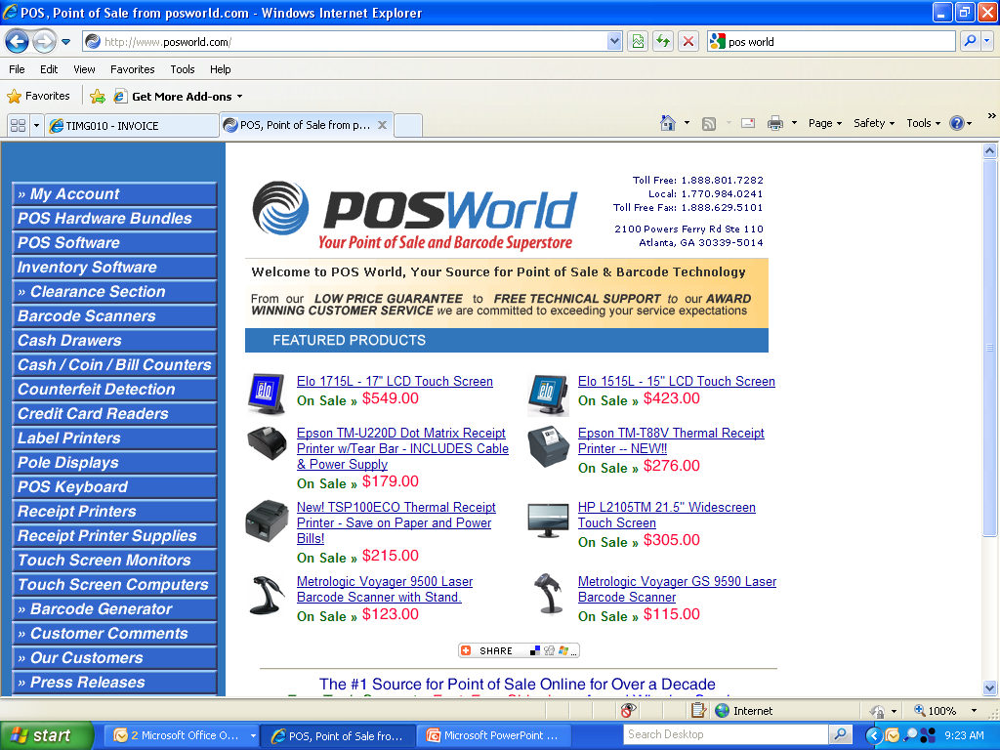 POS, Point of Sale from posworld.com - Windows Internet Explorer
http://www.posworld.com/
pos world
File Edit View Favorites Tools Help
Favorites Get More Add-ons
TIMG010 - INVOICE
POS, Point of Sale from p...
Page Safety Tools
»
» My Account
POS Hardware Bundles
POS Software
Inventory Software
» Clearance Section
Barcode Scanners
Cash Drawers
Cash / Coin / Bill Counters
Counterfeit Detection
Credit Card Readers
Label Printers
Pole Displays
POS Keyboard
Receipt Printers
Receipt Printer Supplies
Touch Screen Monitors
Touch Screen Computers
» Barcode Generator
» Customer Comments
» Our Customers
» Press Releases
POSWorld
Your Point of Sale and Barcode Superstore
Toll Free: 1.888.801.7282
Local: 1.770.984.0241
Toll Free Fax: 1.888.629.5101
2100 Powers Ferry Rd Ste 110
Atlanta, GA 30339-5014
Welcome to POS World, Your Source for Point of Sale & Barcode Technology
From our LOW PRICE GUARANTEE to FREE TECHNICAL SUPPORT to our AWARD
WINNING CUSTOMER SERVICE we are committed to exceeding your service expectations
FEATURED PRODUCTS
elo
Elo 1715L - 17" LCD Touch Screen
On Sale » $549.00
elo
Elo 1515L - 15" LCD Touch Screen
On Sale » $423.00
Epson TM-U220D Dot Matrix Receipt
Printer w/Tear Bar - INCLUDES Cable
& Power Supply
On Sale » $179.00
Epson TM-T88V Thermal Receipt
Printer -- NEW!!
On Sale » $276.00
New! TSP100ECO Thermal Receipt
Printer - Save on Paper and Power
Bills!
On Sale » $215.00
HP L2105TM 21.5" Widescreen
Touch Screen
On Sale » $305.00
Metrologic Voyager 9500 Laser
Barcode Scanner with Stand.
On Sale » $123.00
Metrologic Voyager GS 9590 Laser
Barcode Scanner
On Sale » $115.00
SHARE ...
The #1 Source for Point of Sale Online for Over a Decade
Internet
100%
start
2 Microsoft Office O...
POS, Point of Sale fro...
Microsoft PowerPoint ...
Search Desktop
9:23 AM